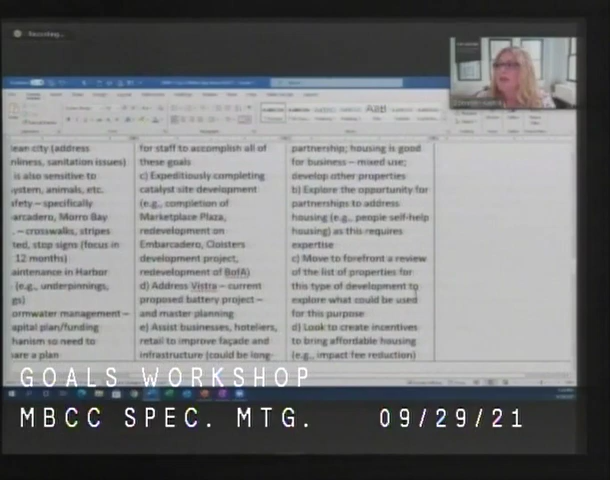 Recording...
lean city (address
nliness, sanitation issues)
is also sensitive to
ystem, animals, etc.
afety – specifically
arcadero, Morro Bay
. – crosswalks, stripes
ted, stop signs (focus in
12 months)
aintenance in Harbor
(e.g., underpinnings,
gs)
ormwater management –
apital plan/funding
hanism so need to
are a plan
for staff to accomplish all of
these goals
c) Expeditiously completing
catalyst site development
(e.g., completion of
Marketplace Plaza,
redevelopment on
Embarcadero, Cloisters
development project,
redevelopment of BofA)
d) Address Vistra – current
proposed battery project –
and master planning
e) Assist businesses, hoteliers,
retail to improve façade and
infrastructure (could be long-
partnership; housing is good
for business – mixed use;
develop other properties
b) Explore the opportunity for
partnerships to address
housing (e.g., people self-help
housing) as this requires
expertise
c) Move to forefront a review
of the list of properties for
this type of development to
explore what could be used
for this purpose
d) Look to create incentives
to bring affordable housing
(e.g., impact fee reduction)
GOALS WORKSHOP
MBCC SPEC. MTG. 09/29/21